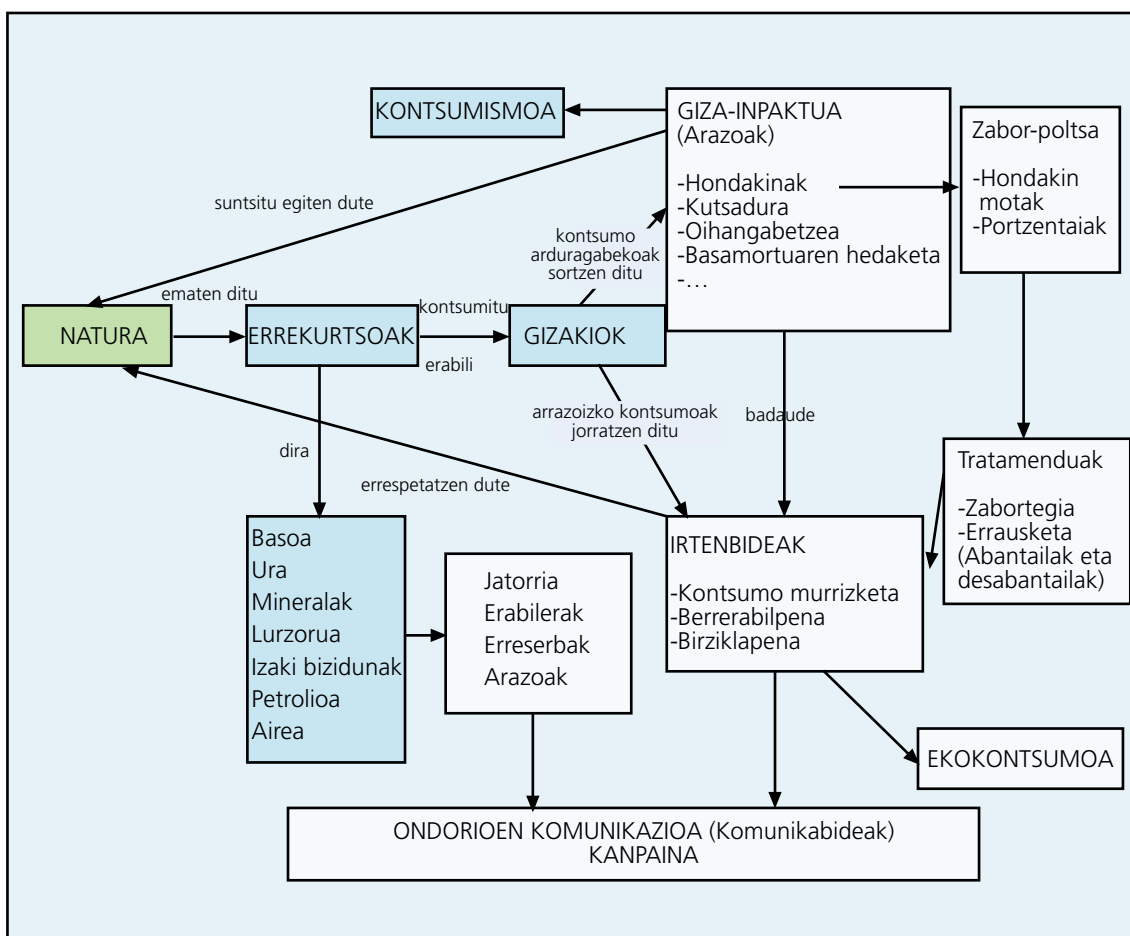 KONTSUMISMOA
GIZA-INPAKTUA
(Arazoak)
-Hondakinak
-Kutsadura
-Oihangabetzea
-Basamortuaren hedaketa
-…
Zabor-poltsa
-Hondakin
motak
-Portzentaiak
suntsitu egiten dute
kontsumo
arduragabekoak
sortzen ditu
ematen ditu
kontsumitu
NATURA
ERREKURTSOAK
GIZAKIOK
erabili
arrazoizko kontsumoak
jorratzen ditu
badaude
dira
errespetatzen dute
Tratamenduak
-Zabortegia
-Errausketa
(Abantailak eta
desabantailak)
Basoa
Ura
Mineralak
Lurzorua
Izaki bizidunak
Petrolioa
Airea
Jatorria
Erabilerak
Erreserbak
Arazoak
IRTENBIDEAK
-Kontsumo murrizketa
-Berrerabilpena
-Birziklapena
EKOKONTSUMOA
ONDORIOEN KOMUNIKAZIOA (Komunikabideak)
KANPAINA